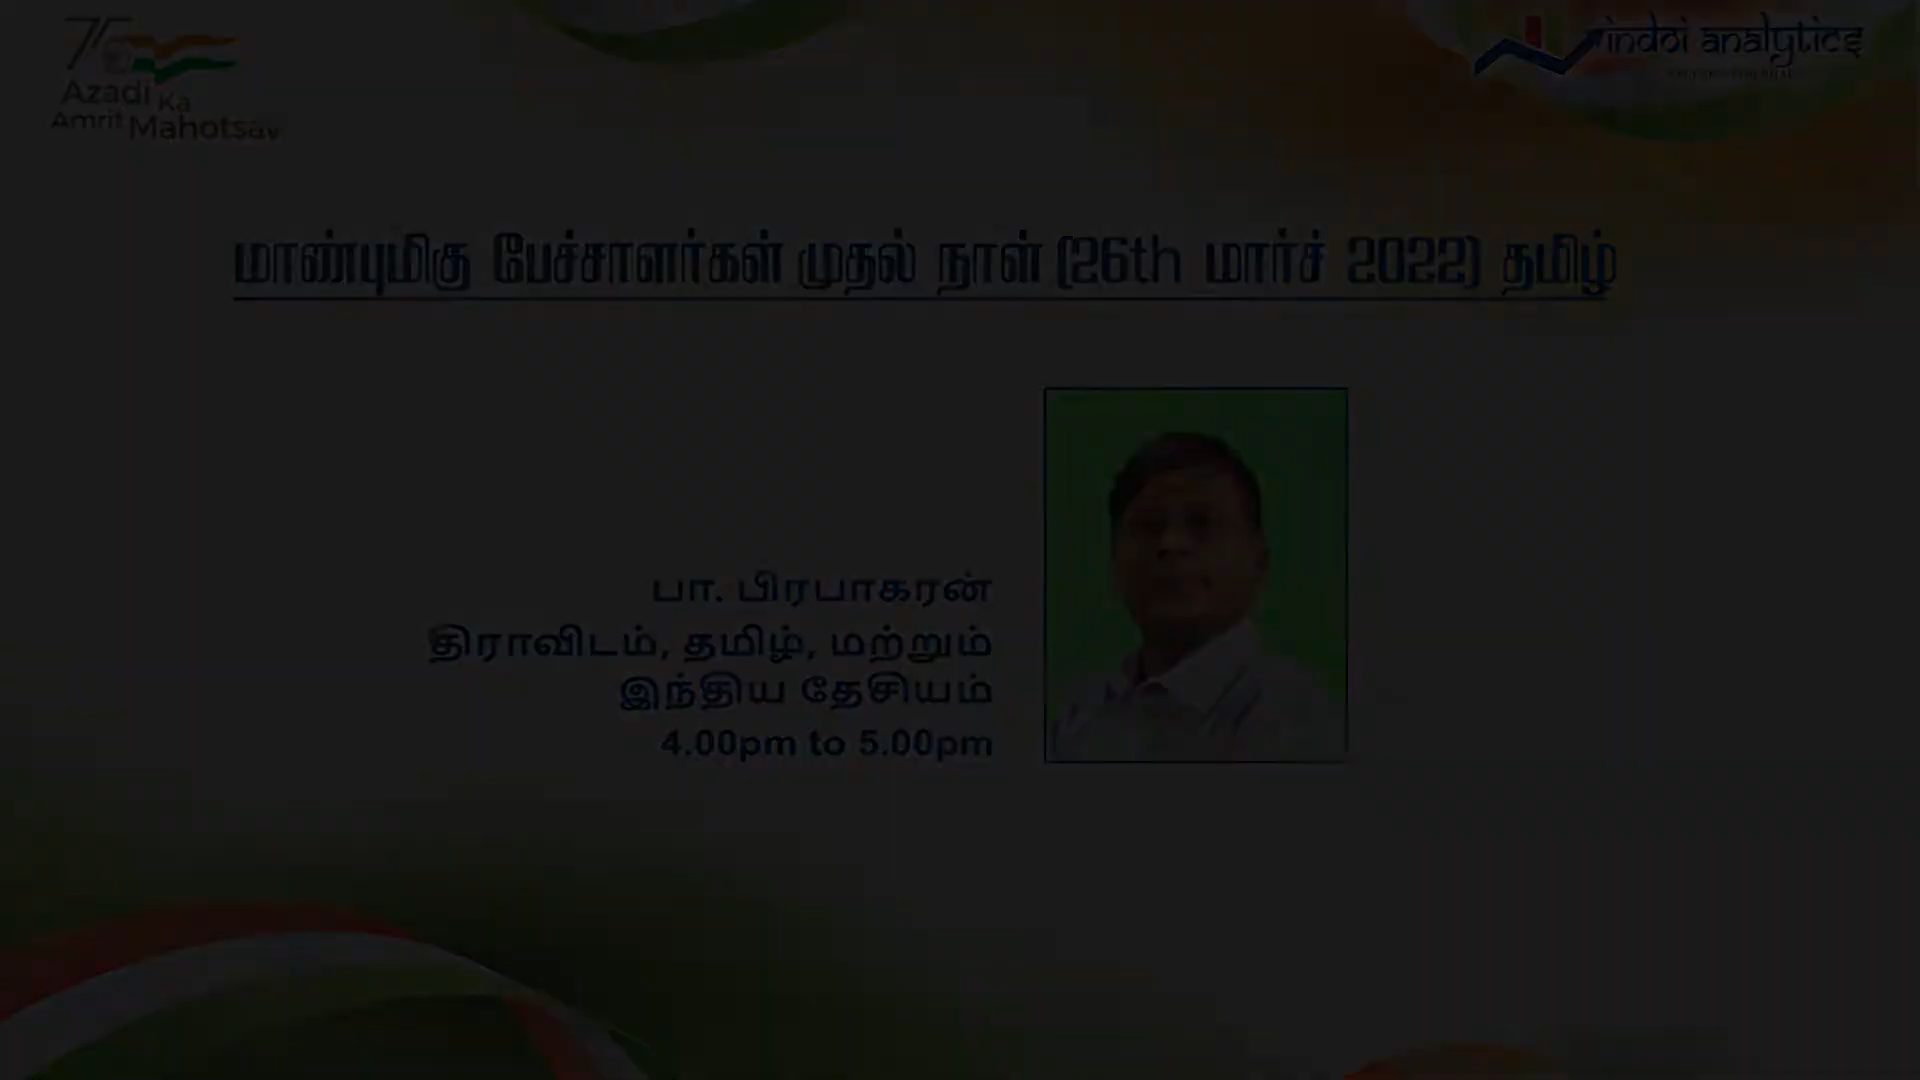 75
Azadi Ka
Amrit Mahotsav
indoi analytics
மாண்புமிகு பேச்சாளர்கள் முதல் நாள் (26th மார்ச் 2022) தமிழ்
பா. பிரபாகரன்
திராவிடம், தமிழ், மற்றும்
இந்திய தேசியம்
4.00pm to 5.00pm